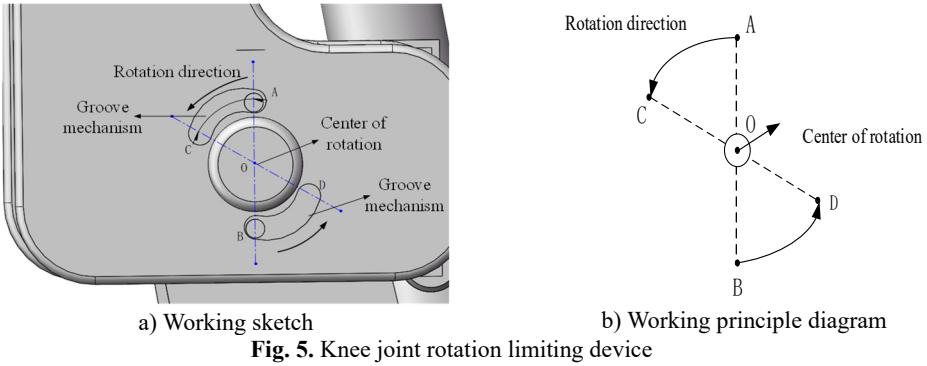 Rotation direction
A
Groove
mechanism
Center of
rotation
C
O
D
Groove
mechanism
B
a) Working sketch
Rotation direction
A
C
O
Center of rotation
D
B
b) Working principle diagram
Fig. 5. Knee joint rotation limiting device